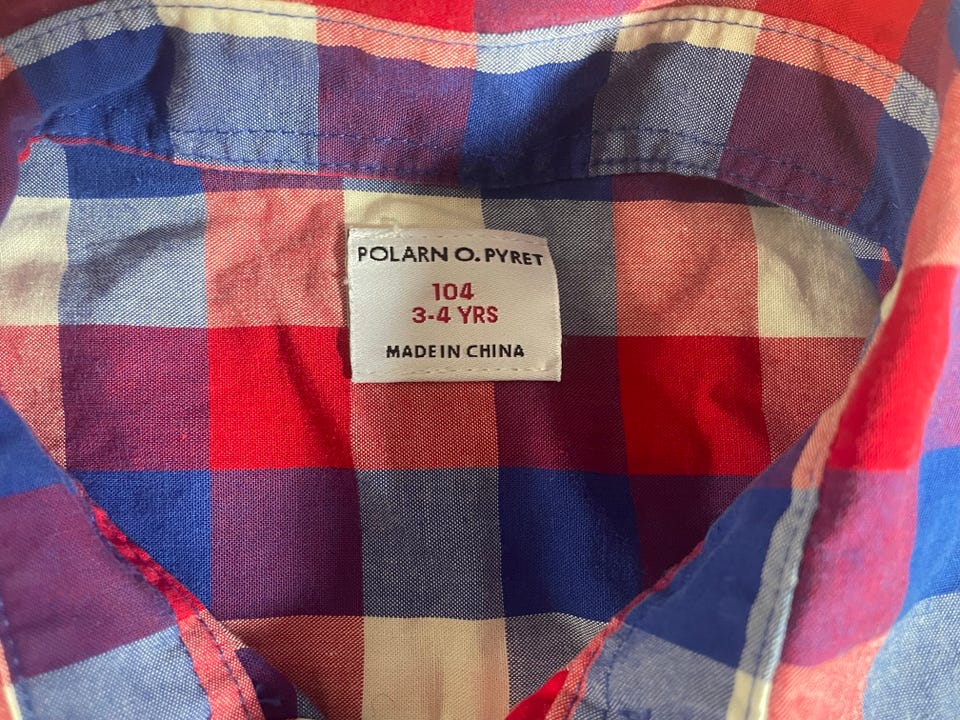 POLARN O. PYRET
104
3-4 YRS
MADE IN CHINA